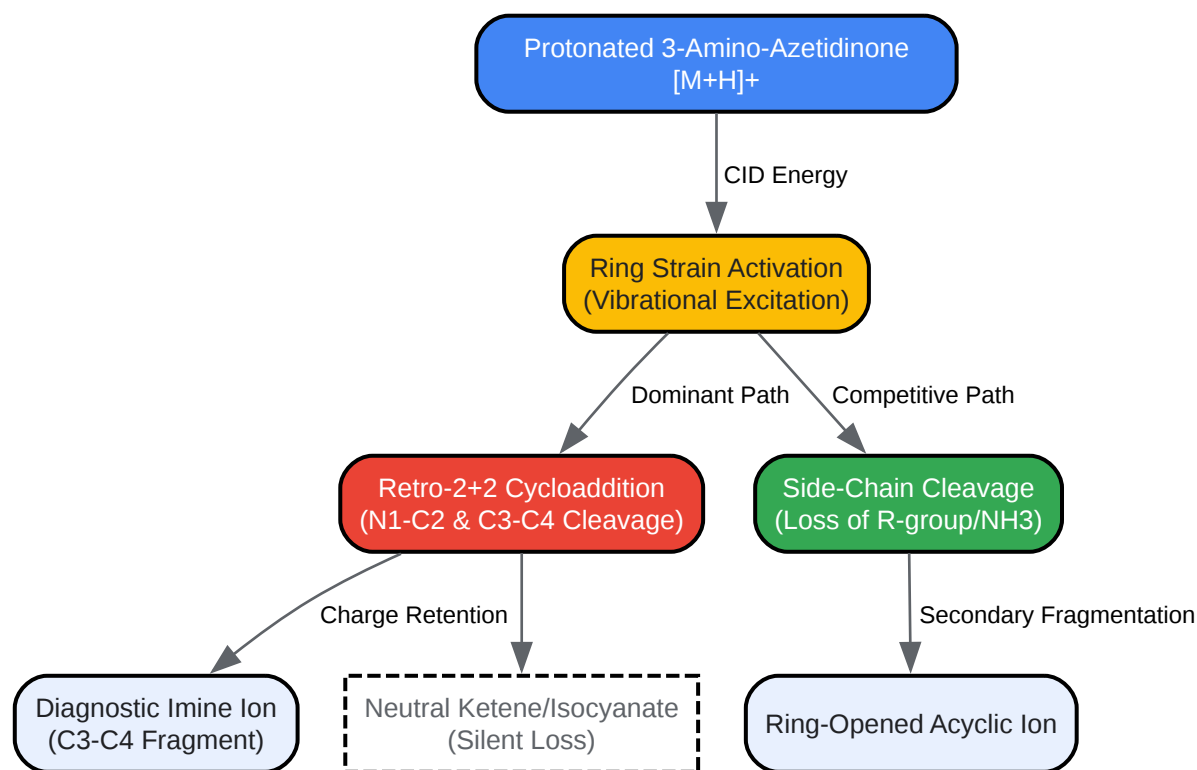 Protonated 3-Amino-Azetidinone
[M+H]+
CID Energy
Ring Strain Activation
(Vibrational Excitation)
Dominant Path
Competitive Path
Retro-2+2 Cycloaddition
(N1-C2 & C3-C4 Cleavage)
Side-Chain Cleavage
(Loss of R-group/NH3)
Charge Retention
Secondary Fragmentation
Diagnostic Imine Ion
(C3-C4 Fragment)
Neutral Ketene/Isocyanate
(Silent Loss)
Ring-Opened Acyclic Ion